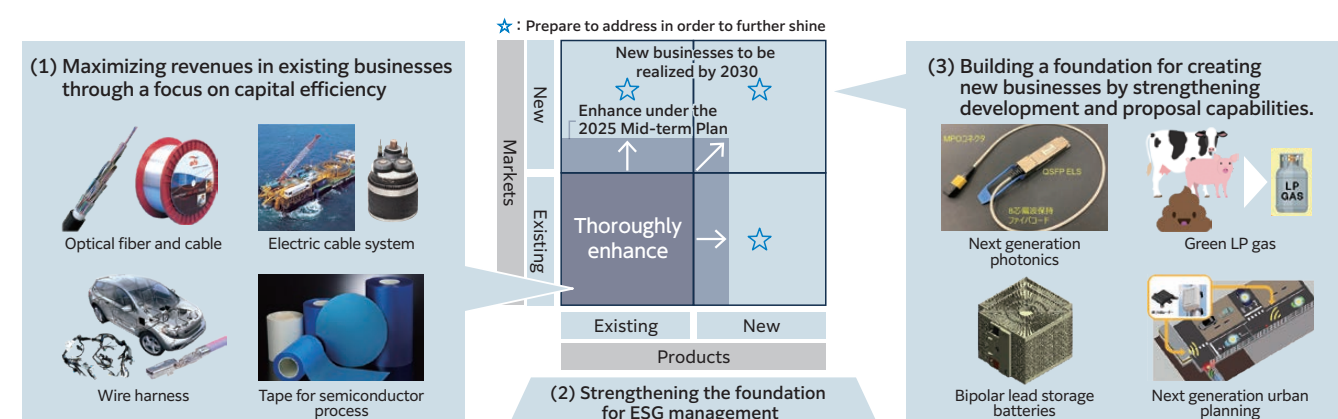 ☆ : Prepare to address in order to further shine
(1) Maximizing revenues in existing businesses
through a focus on capital efficiency
Optical fiber and cable
Electric cable system
Wire harness
Tape for semiconductor
process
Markets
New
Existing
New businesses to be
realized by 2030
Enhance under the
2025 Mid-term Plan
Thoroughly
enhance
Existing
New
Products
(2) Strengthening the foundation
for ESG management
(3) Building a foundation for creating
new businesses by strengthening
development and proposal capabilities.
MPOコネクタ
QSFP ELS
8芯偏波保持
ファイバコード
Next generation
photonics
LP
GAS
Green LP gas
Bipolar lead storage
batteries
Next generation urban
planning